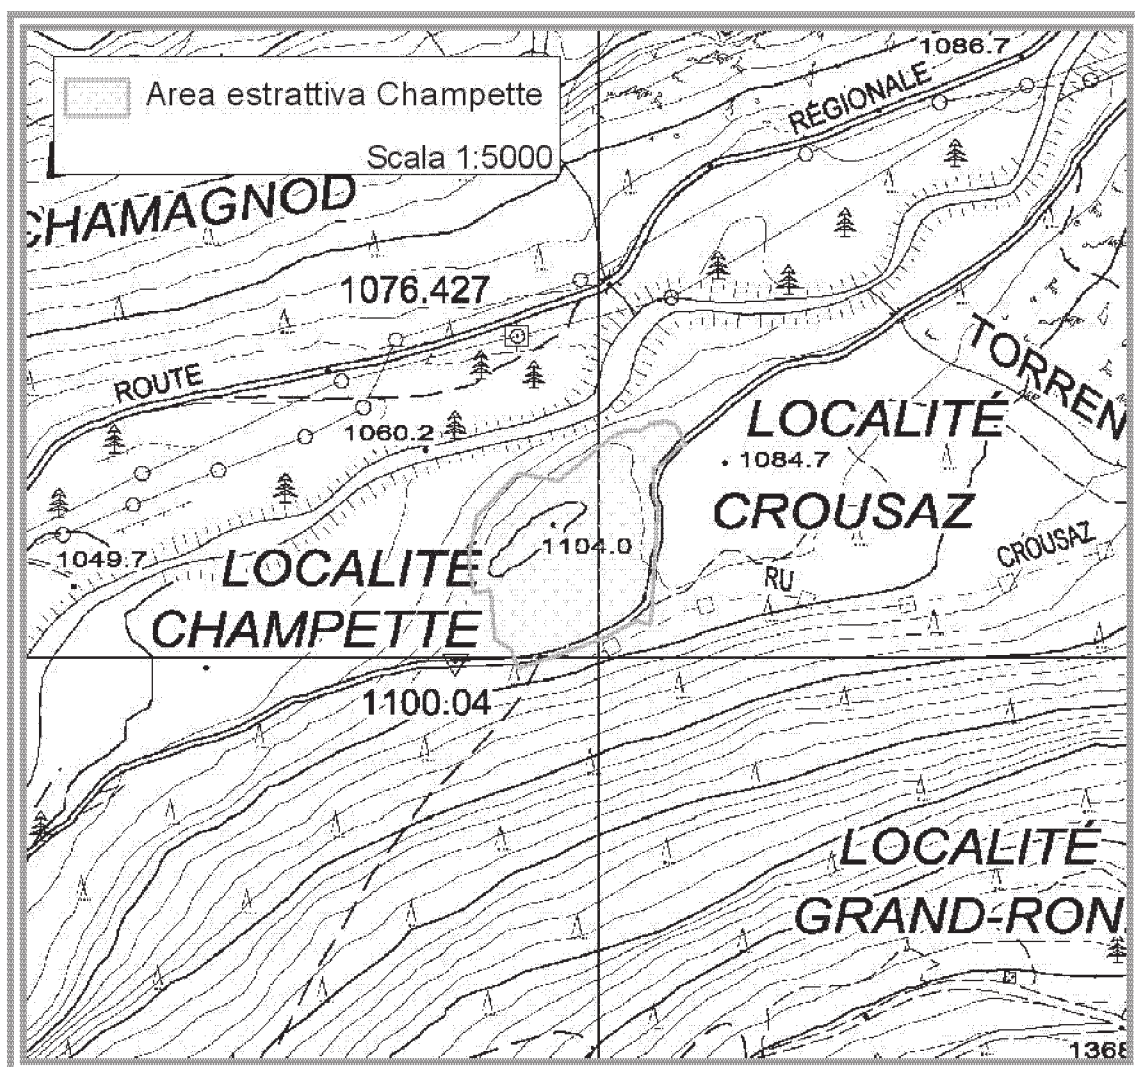 Area estrattiva Champette
Scala 1:5000
1086.7
RÉGIONALE
CHAMAGNOD
1076.427
ROUTE
1060.2
TORREN
LOCALITÉ
CROUSAZ
1084.7
1049.7
1104.0
CROUSAZ
RU
LOCALITE
CHAMPETTE
1100.04
LOCALITÉ
GRAND-RON
1368